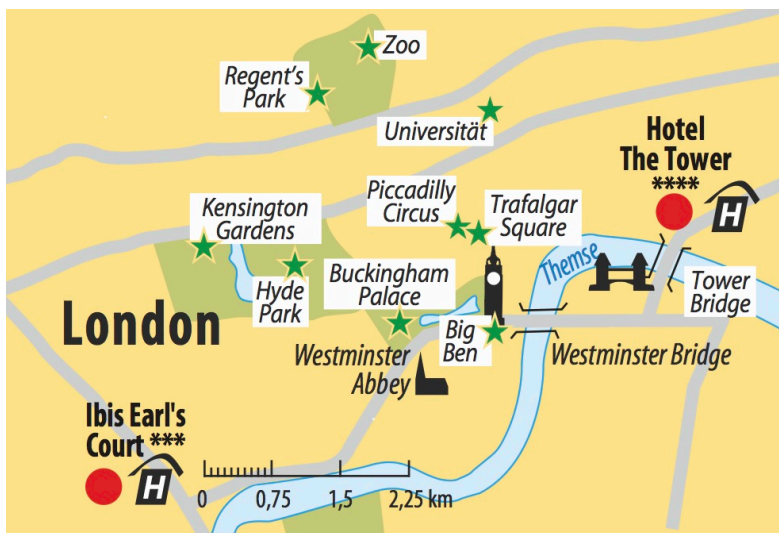 Zoo
Regent's
Park
Universität
Hotel
The Tower
****
H
Piccadilly
Circus
Trafalgar
Square
Kensington
Gardens
Themse
Hyde
Park
Buckingham
Palace
Tower
Bridge
London
Big
Ben
Westminster
Abbey
Westminster Bridge
Ibis Earl's
Court ***
H
0 0,75 1,5 2,25 km